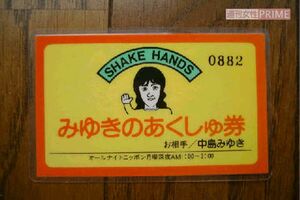 週刊女性PRIME
SHAKE HANDS
0882
みゆきのあくしゅ券
お相手／中島みゆき
オールナイトニッポン月曜深夜AM1:00~3:00